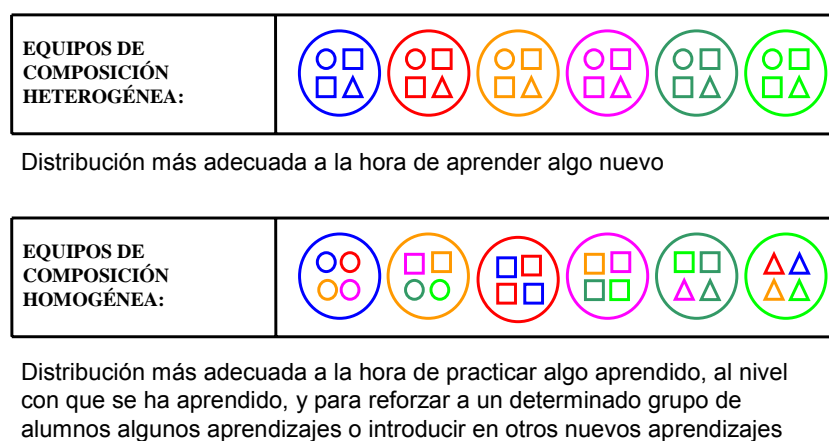 EQUIPOS DE
COMPOSICIÓN
HETEROGÉNEA:
Distribución más adecuada a la hora de aprender algo nuevo
EQUIPOS DE
COMPOSICIÓN
HOMOGÉNEA:
Distribución más adecuada a la hora de practicar algo aprendido, al nivel
con que se ha aprendido, y para reforzar a un determinado grupo de
alumnos algunos aprendizajes o introducir en otros nuevos aprendizajes